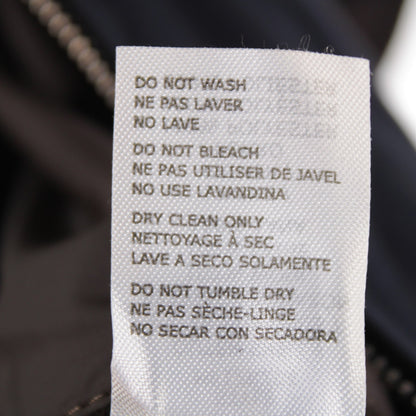 DO NOT WASH
NE PAS LAVER
NO LAVE
DO NOT BLEACH
NE PAS UTILISER DE JAVEL
NO USE LAVANDINA
DRY CLEAN ONLY
NETTOYAGE À SEC
LAVE A SECO SOLAMENTE
DO NOT TUMBLE DRY
NE PAS SÈCHE-LINGE
NO SECAR CON SECADORA